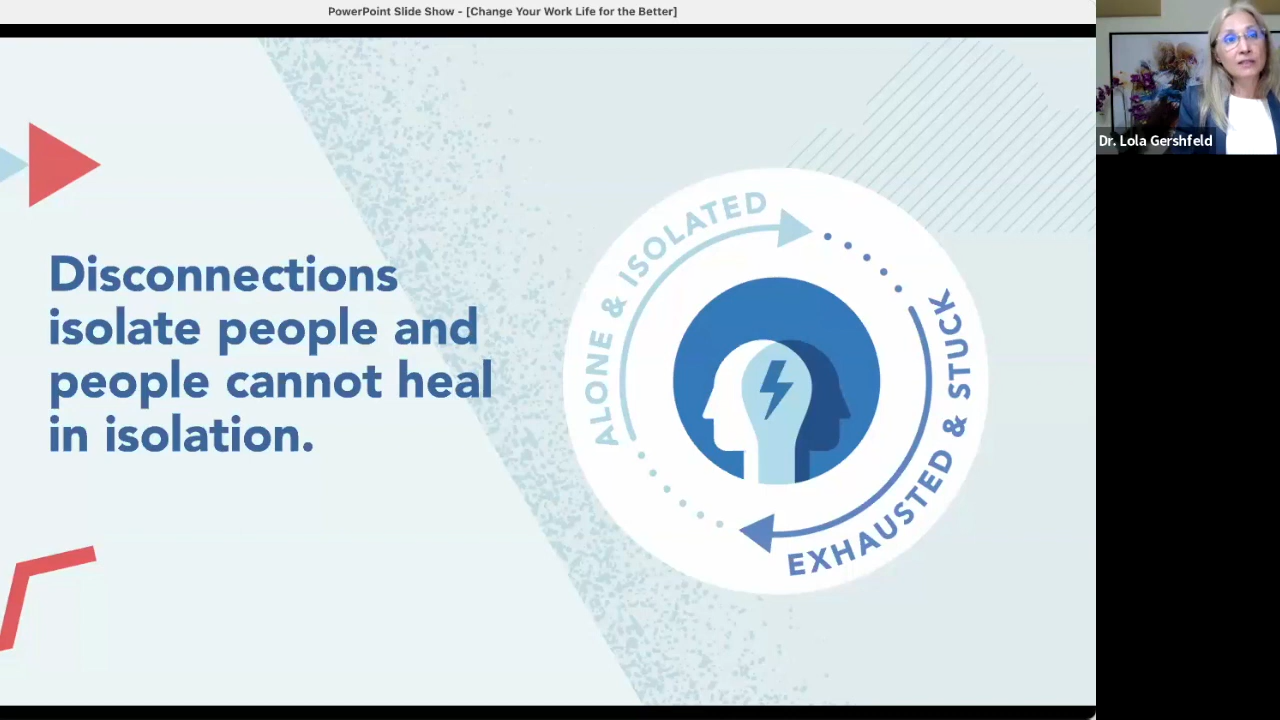 PowerPoint Slide Show - [Change Your Work Life for the Better]
Dr. Lola Gershfeld
Disconnections
isolate people and
people cannot heal
in isolation.
ALONE & ISOLATED
EXHAUSTED & STUCK